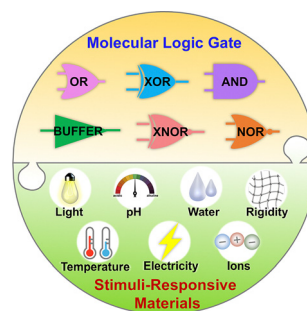 Molecular Logic Gate
OR XOR AND
BUFFER XNOR NOR
Light pH Water Rigidity
Temperature Electricity Ions
Stimuli-Responsive
Materials